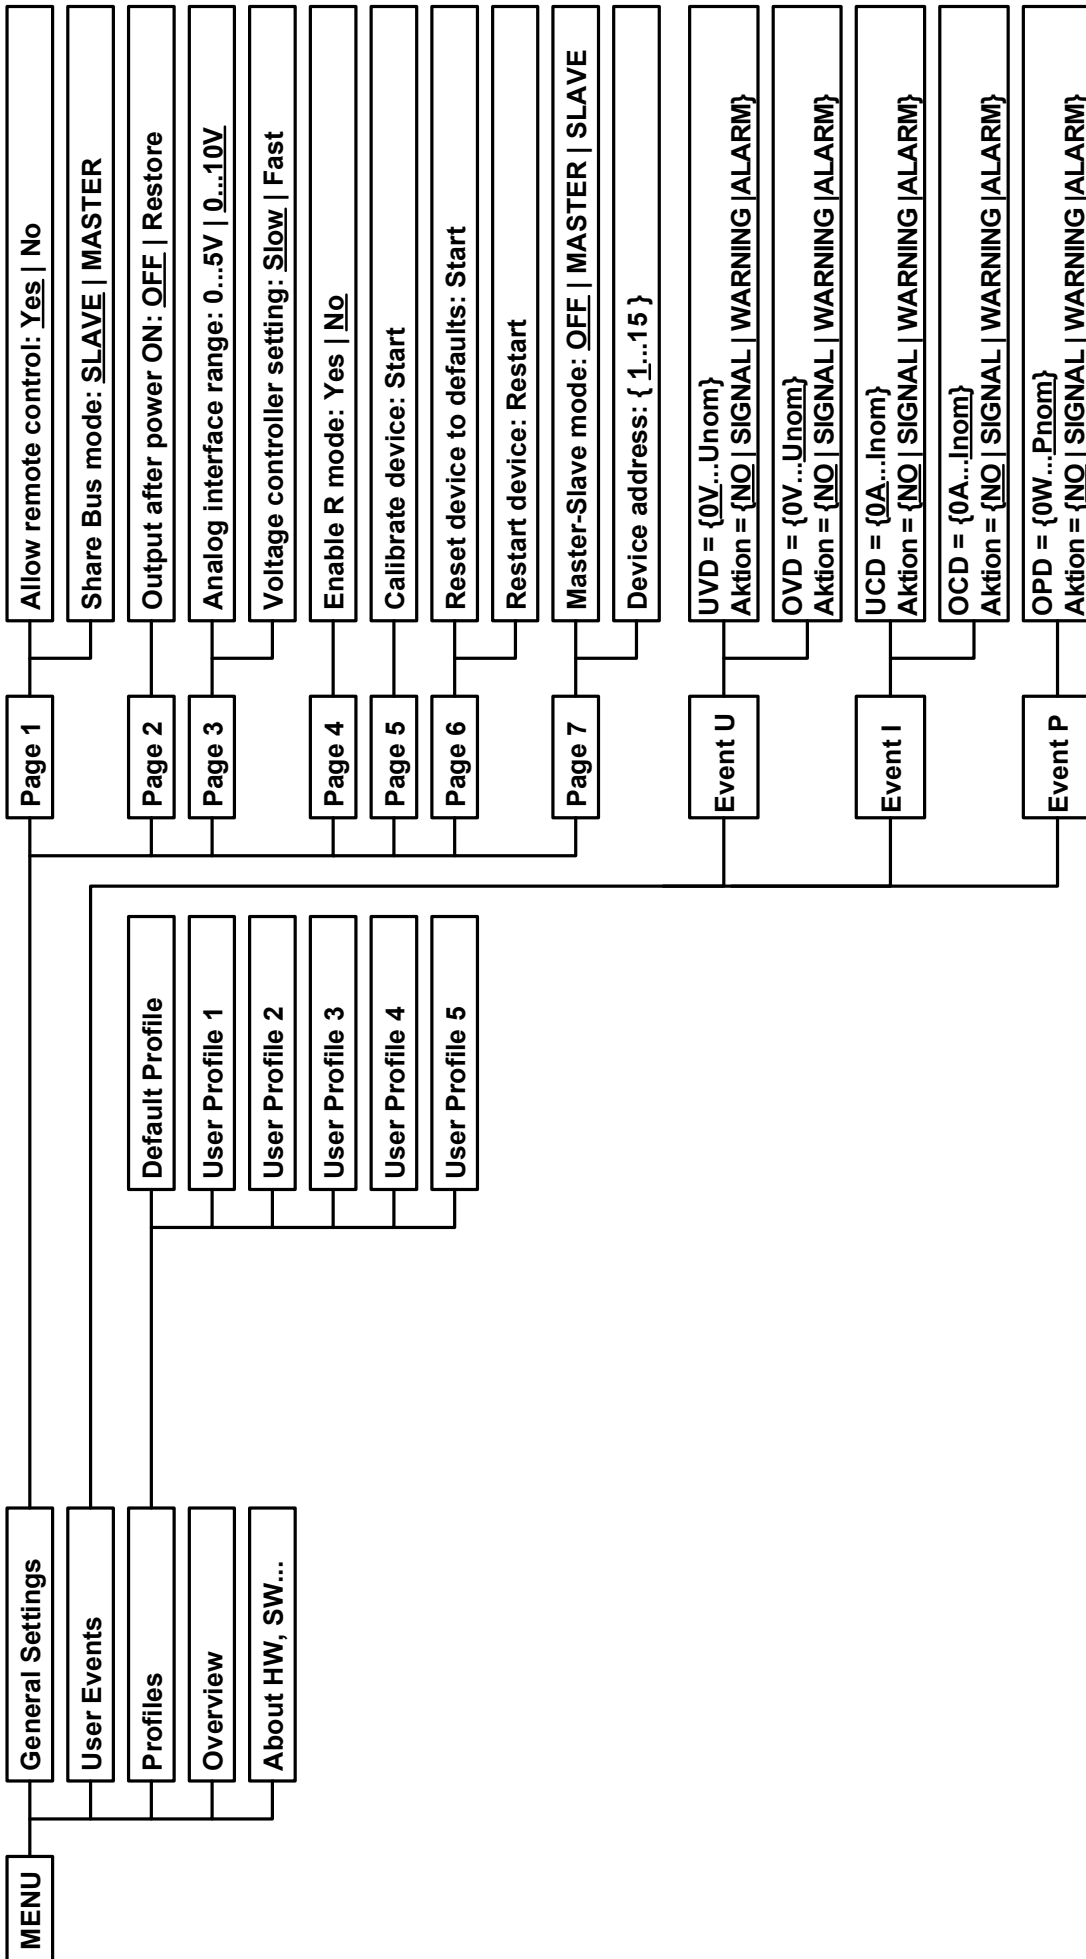 MENU
General Settings
User Events
Profiles
Overview
About HW, SW...
Default Profile
User Profile 1
User Profile 2
User Profile 3
User Profile 4
User Profile 5
Page 1
Allow remote control: Yes | No
Share Bus mode: SLAVE | MASTER
Page 2
Output after power ON: OFF | Restore
Page 3
Analog interface range: 0...5V | 0...10V
Voltage controller setting: Slow | Fast
Page 4
Enable R mode: Yes | No
Page 5
Calibrate device: Start
Page 6
Reset device to defaults: Start
Restart device: Restart
Page 7
Master-Slave mode: OFF | MASTER | SLAVE
Device address: { 1...15 }
Event U
UVD = {0V...Unom}
Aktion = {NO | SIGNAL | WARNING |ALARM}
OVD = {0V...Unom}
Aktion = {NO | SIGNAL | WARNING |ALARM}
Event I
UCD = {0A...Inom}
Aktion = {NO | SIGNAL | WARNING |ALARM}
OCD = {0A...Inom}
Aktion = {NO | SIGNAL | WARNING |ALARM}
Event P
OPD = {0W...Pnom}
Aktion = {NO | SIGNAL | WARNING |ALARM}